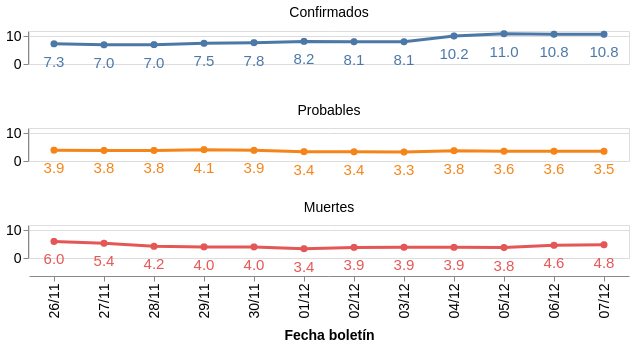 Confirmados
10
0
7.3 7.0 7.0 7.5 7.8 8.2 8.1 8.1 10.2 11.0 10.8 10.8
Probables
10
0
3.9 3.8 3.8 4.1 3.9 3.4 3.4 3.3 3.8 3.6 3.6 3.5
Muertes
10
0
6.0 5.4 4.2 4.0 4.0 3.4 3.9 3.9 3.9 3.8 4.6 4.8
26/11 27/11 28/11 29/11 30/11 01/12 02/12 03/12 04/12 05/12 06/12 07/12
Fecha boletín